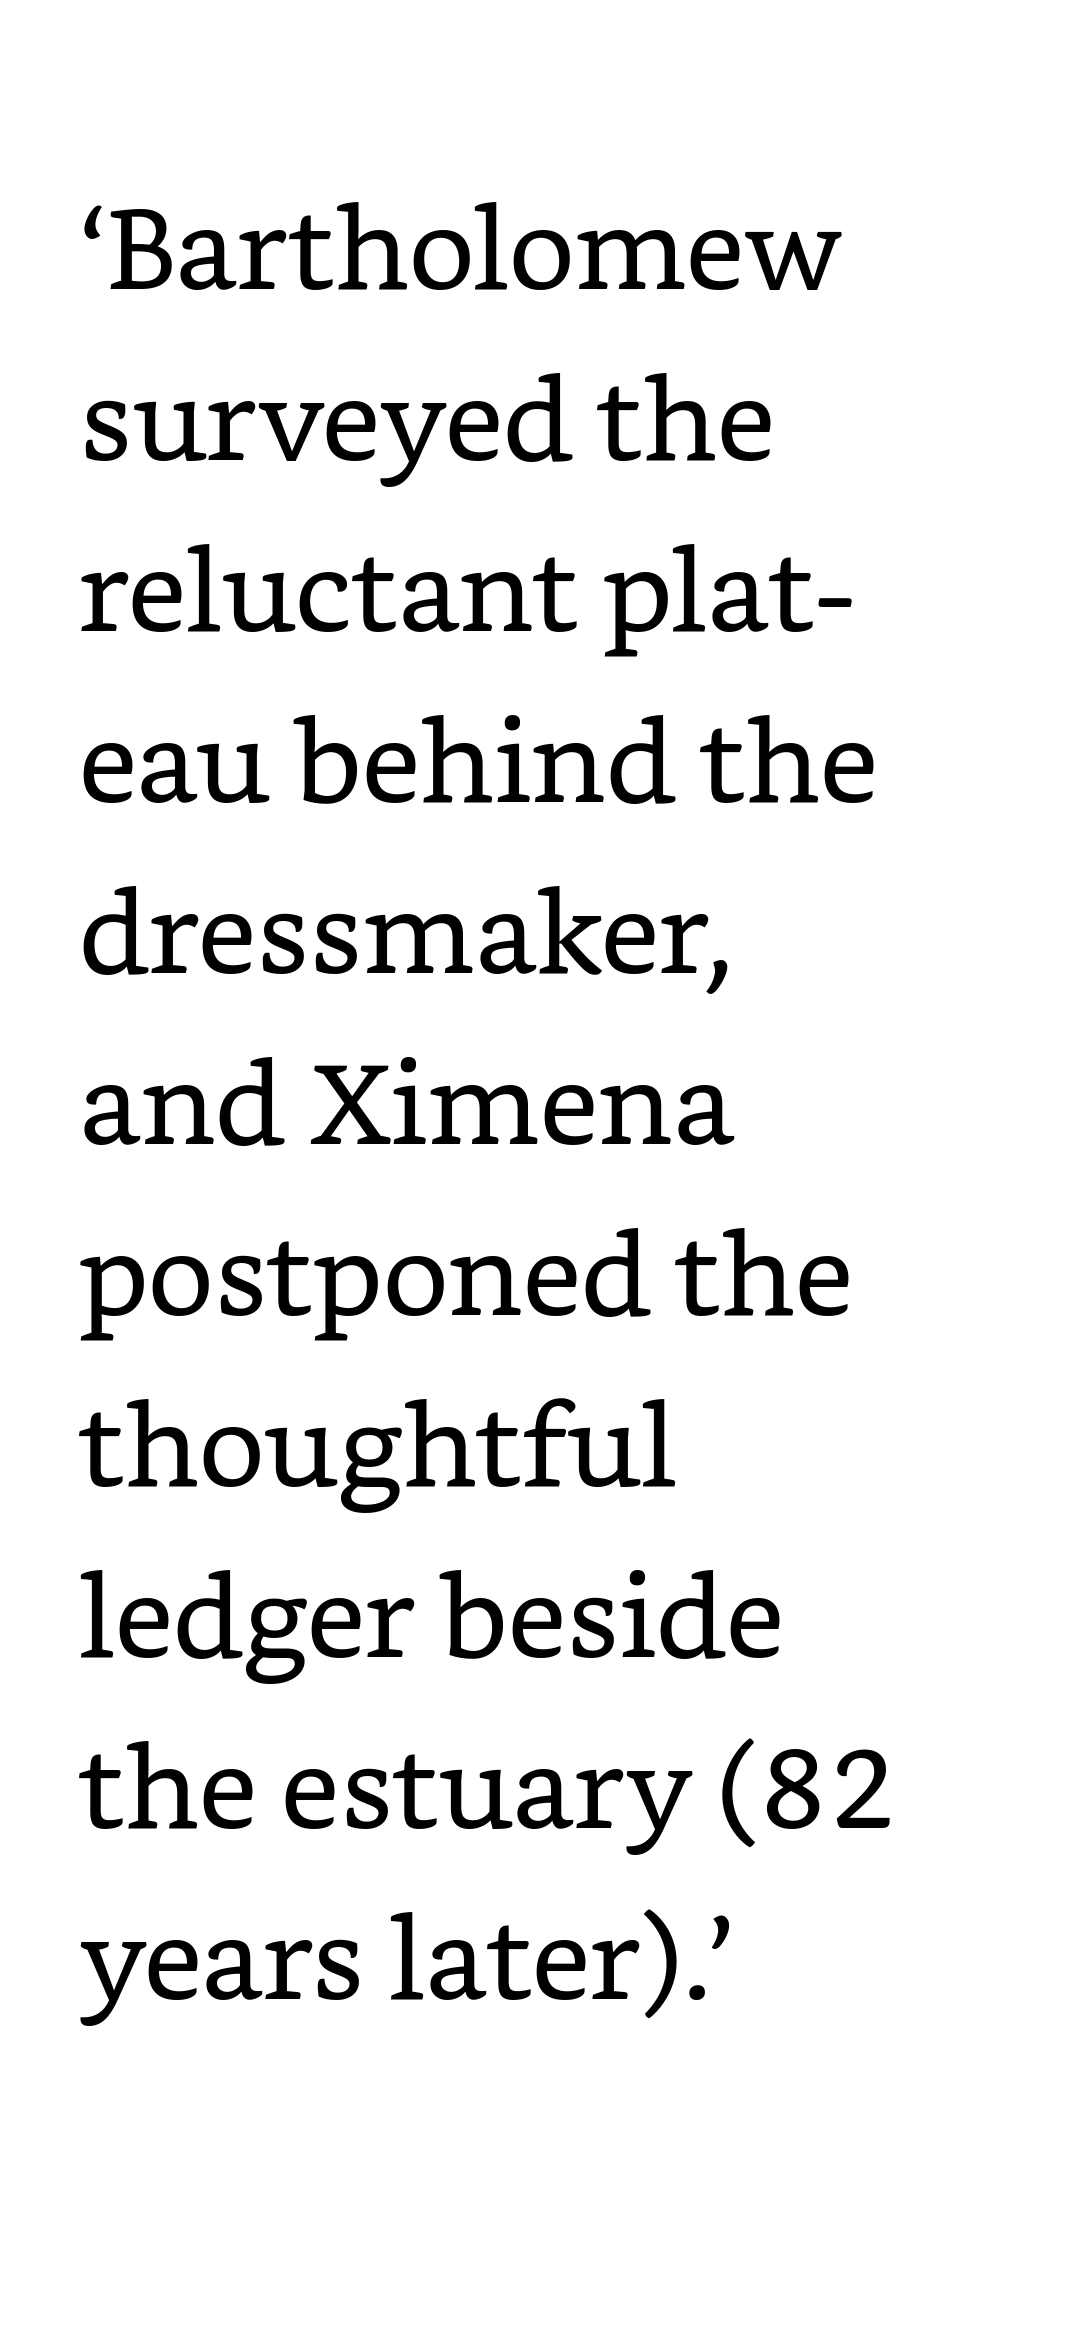 ‘Bartholomew
surveyed the
reluctant plat-
eau behind the
dressmaker,
and Ximena
postponed the
thoughtful
ledger beside
the estuary (82
years later).’